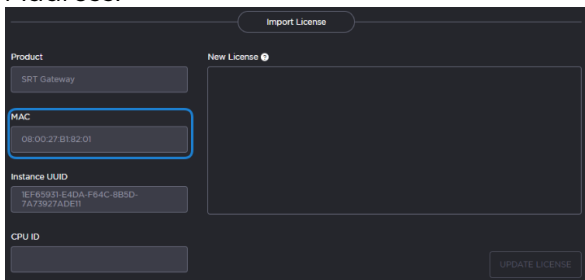 Import License
Product
New License
SRT Gateway
MAC
08:00:27:B1:82:01
Instance UUID
1EF65931-E4DA-F64C-8B5D-
7A73927ADE11
CPU ID
UPDATE LICENSE